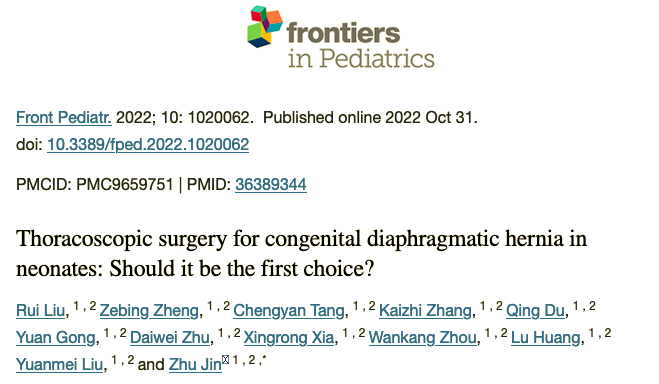 frontiers
in Pediatrics
Front Pediatr. 2022; 10: 1020062. Published online 2022 Oct 31.
doi: 10.3389/fped.2022.1020062
PMCID: PMC9659751 | PMID: 36389344
Thoracoscopic surgery for congenital diaphragmatic hernia in
neonates: Should it be the first choice?
Rui Liu, 1 , 2 Zebing Zheng, 1 , 2 Chengyan Tang, 1 , 2 Kaizhi Zhang, 1 , 2 Qing Du, 1 , 2
Yuan Gong, 1 , 2 Daiwei Zhu, 1 , 2 Xingrong Xia, 1 , 2 Wankang Zhou, 1 , 2 Lu Huang, 1 , 2
Yuanmei Liu, 1 , 2 and Zhu Jin 1 , 2 ,*